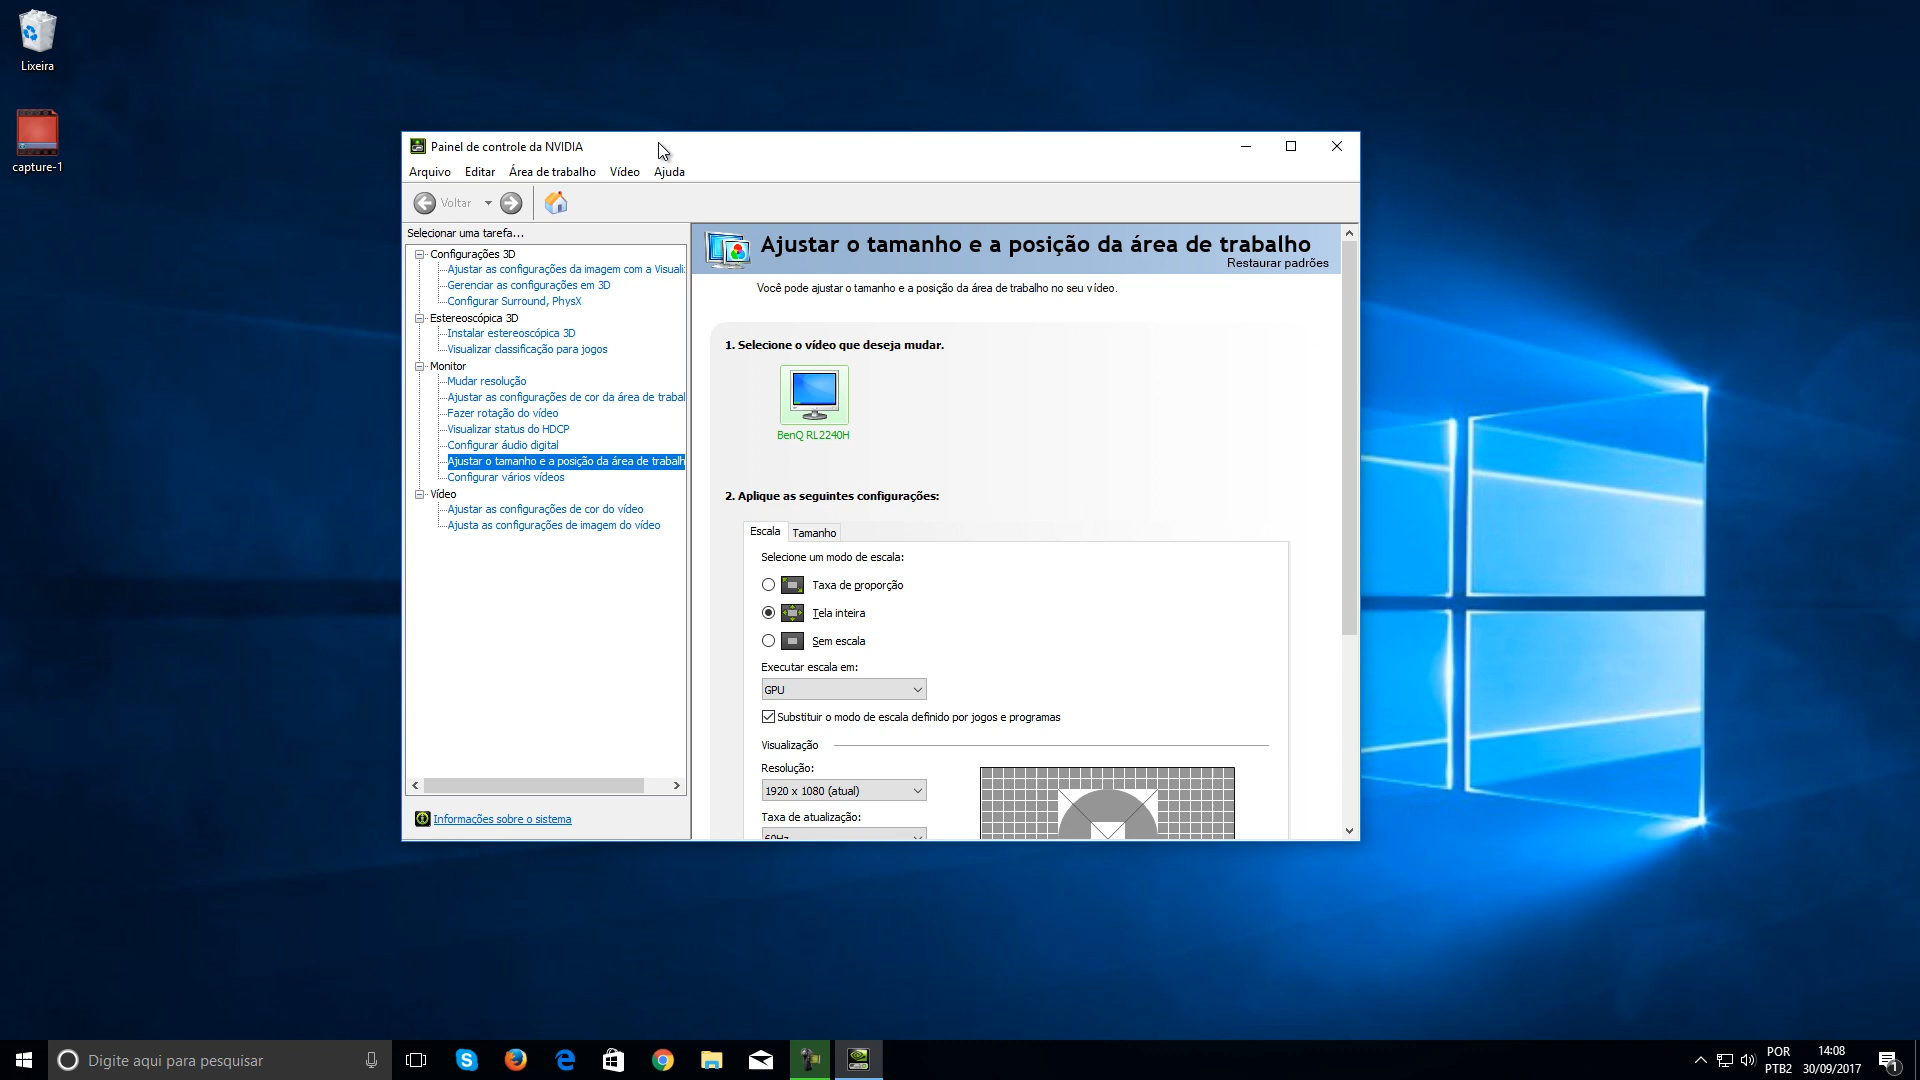 Lixeira
capture-1
Painel de controle da NVIDIA
Arquivo Editar Área de trabalho Vídeo Ajuda
Voltar
Selecionar uma tarefa...
Configurações 3D
Ajustar as configurações da imagem com a Visuali
Gerenciar as configurações em 3D
Configurar Surround, PhysX
Estereoscópica 3D
Instalar estereoscópica 3D
Visualizar classificação para jogos
Monitor
Mudar resolução
Ajustar as configurações de cor da área de trabal
Fazer rotação do vídeo
Visualizar status do HDCP
Configurar áudio digital
Ajustar o tamanho e a posição da área de trabalh
Configurar vários vídeos
Vídeo
Ajustar as configurações de cor do vídeo
Ajusta as configurações de imagem do vídeo
Informações sobre o sistema
Ajustar o tamanho e a posição da área de trabalho
Restaurar padrões
Você pode ajustar o tamanho e a posição da área de trabalho no seu vídeo.
1. Selecione o vídeo que deseja mudar.
BenQ RL2240H
2. Aplique as seguintes configurações:
Escala Tamanho
Selecione um modo de escala:
Taxa de proporção
Tela inteira
Sem escala
Executar escala em:
GPU
Substituir o modo de escala definido por jogos e programas
Visualização
Resolução:
1920 x 1080 (atual)
Taxa de atualização:
60Hz
Digite aqui para pesquisar
POR
PTB2
14:08
30/09/2017
1